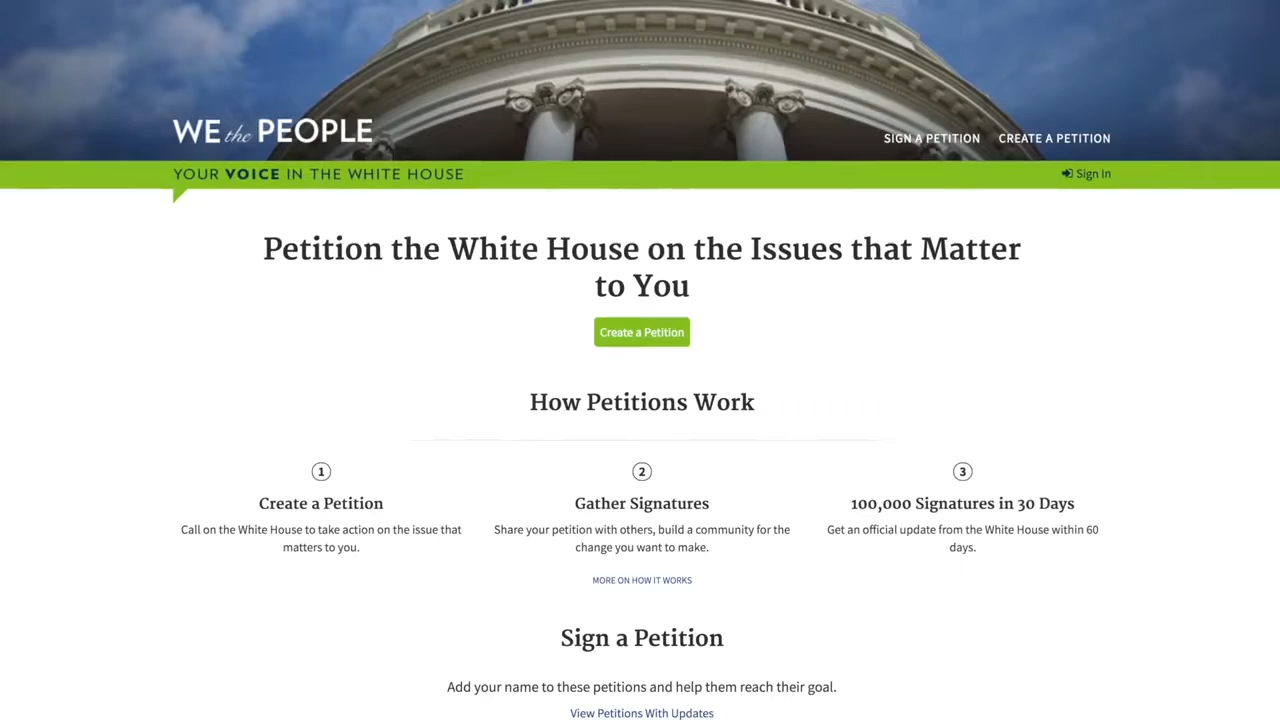 WE the PEOPLE
SIGN A PETITION CREATE A PETITION
YOUR VOICE IN THE WHITE HOUSE
Sign In
Petition the White House on the Issues that Matter
to You
Create a Petition
How Petitions Work
1
Create a Petition
Call on the White House to take action on the issue that
matters to you.
2
Gather Signatures
Share your petition with others, build a community for the
change you want to make.
3
100,000 Signatures in 30 Days
Get an official update from the White House within 60
days.
MORE ON HOW IT WORKS
Sign a Petition
Add your name to these petitions and help them reach their goal.
View Petitions With Updates